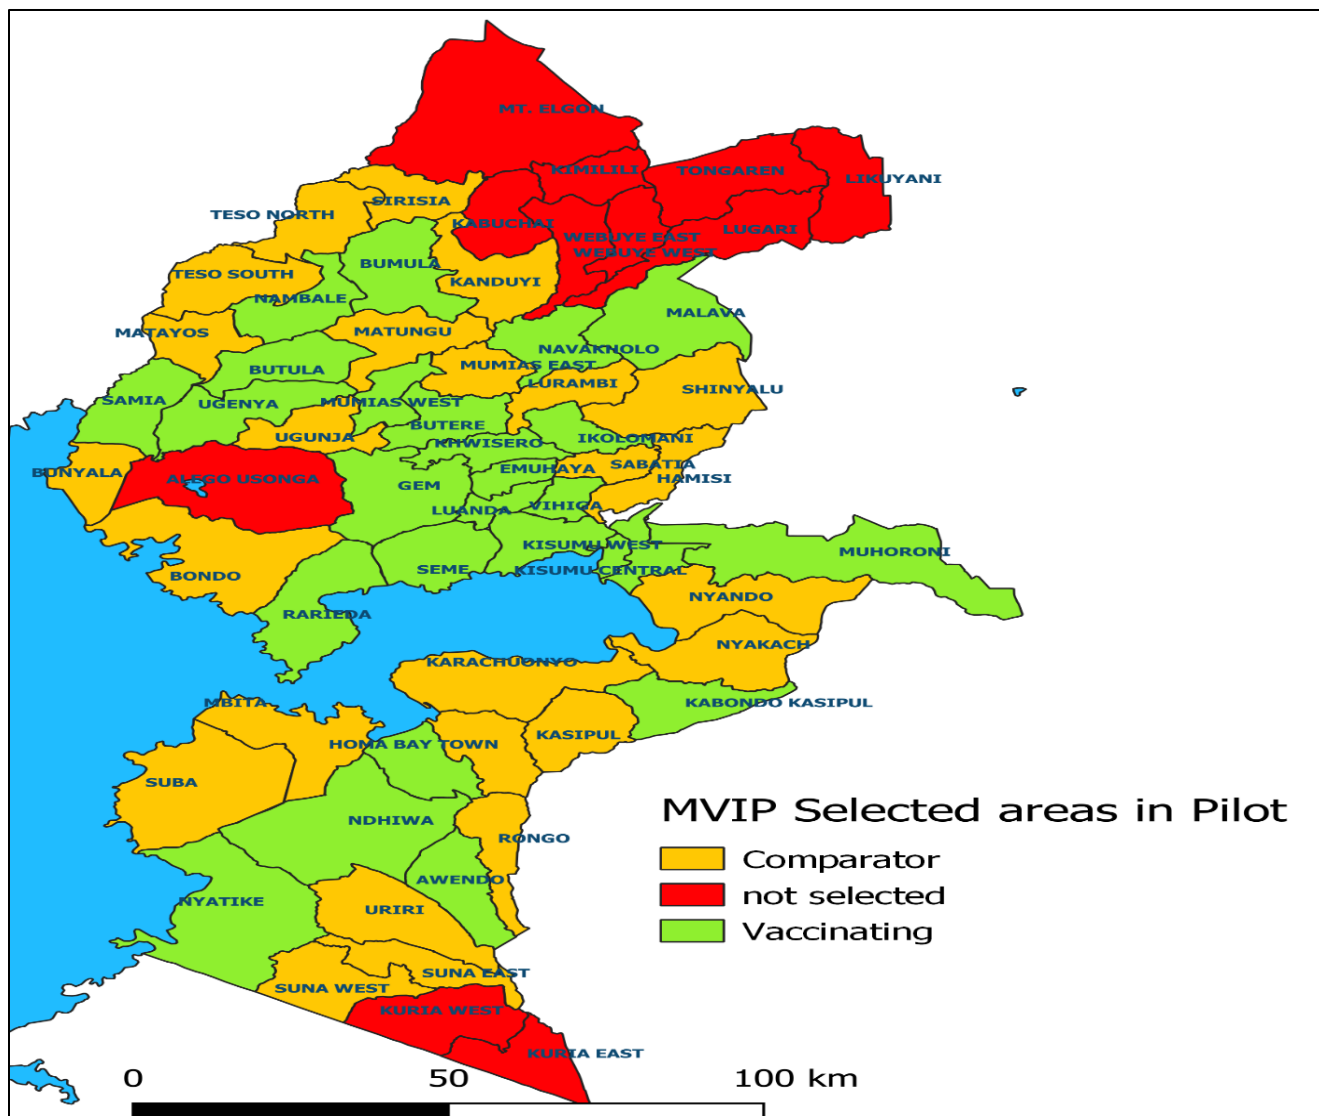 MT. ELGON
KIMILILI
TONGAREN
LIKUYANI
SIRISIA
TESO NORTH
KABUCHAI
LUGARI
WEBUYE EAST
WEBUYE WEST
BUMULA
TESO SOUTH
KANDUYI
NAMBALE
MALAVA
MATAYOS
MATUNGU
NAVAKHOLO
MUMIAS EAST
BUTULA
LURAMBI
SHINYALU
SAMIA
UGENYA
MUMIAS WEST
BUTERE
UGUNJA
IKOLOMANI
KHWISERO
BUNYALA
EMUHAYA
SABATIA
ALEGO USONGA
HAMISI
GEM
LUANDA
VIHIGA
KISUMU WEST
MUHORONI
BONDO
SEME
KISUMU CENTRAL
NYANDO
RARIEDA
NYAKACH
KARACHUONYO
MBITA
KABONDO KASIPUL
HOMA BAY TOWN
KASIPUL
SUBA
NDHIWA
MVIP Selected areas in Pilot
RONGO
Comparator
AWENDO
not selected
NYATIKE
URIRI
Vaccinating
SUNA EAST
SUNA WEST
KURIA WEST
KURIA EAST
0 50 100 km